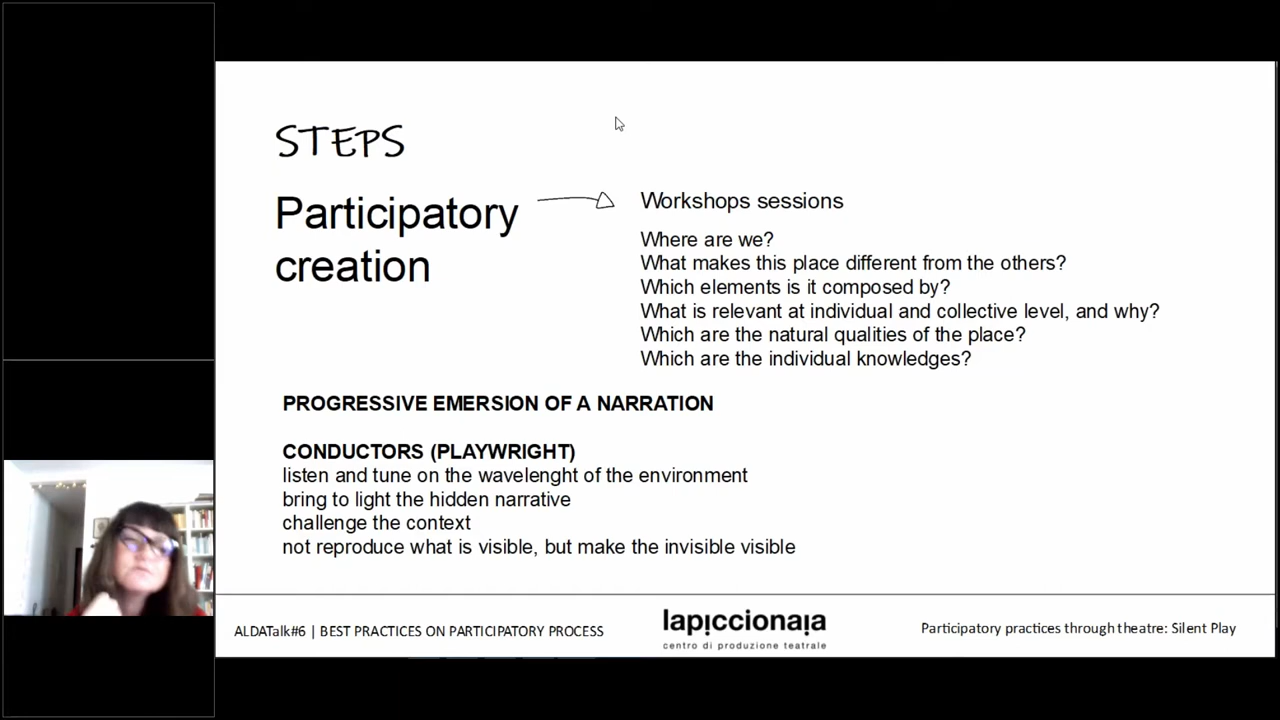 STEPS
Participatory
creation
Workshops sessions
Where are we?
What makes this place different from the others?
Which elements is it composed by?
What is relevant at individual and collective level, and why?
Which are the natural qualities of the place?
Which are the individual knowledges?
PROGRESSIVE EMERSION OF A NARRATION
CONDUCTORS (PLAYWRIGHT)
listen and tune on the wavelenght of the environment
bring to light the hidden narrative
challenge the context
not reproduce what is visible, but make the invisible visible
ALDATalk#6 | BEST PRACTICES ON PARTICIPATORY PROCESS
lapiccionaia
centro di produzione teatrale
Participatory practices through theatre: Silent Play